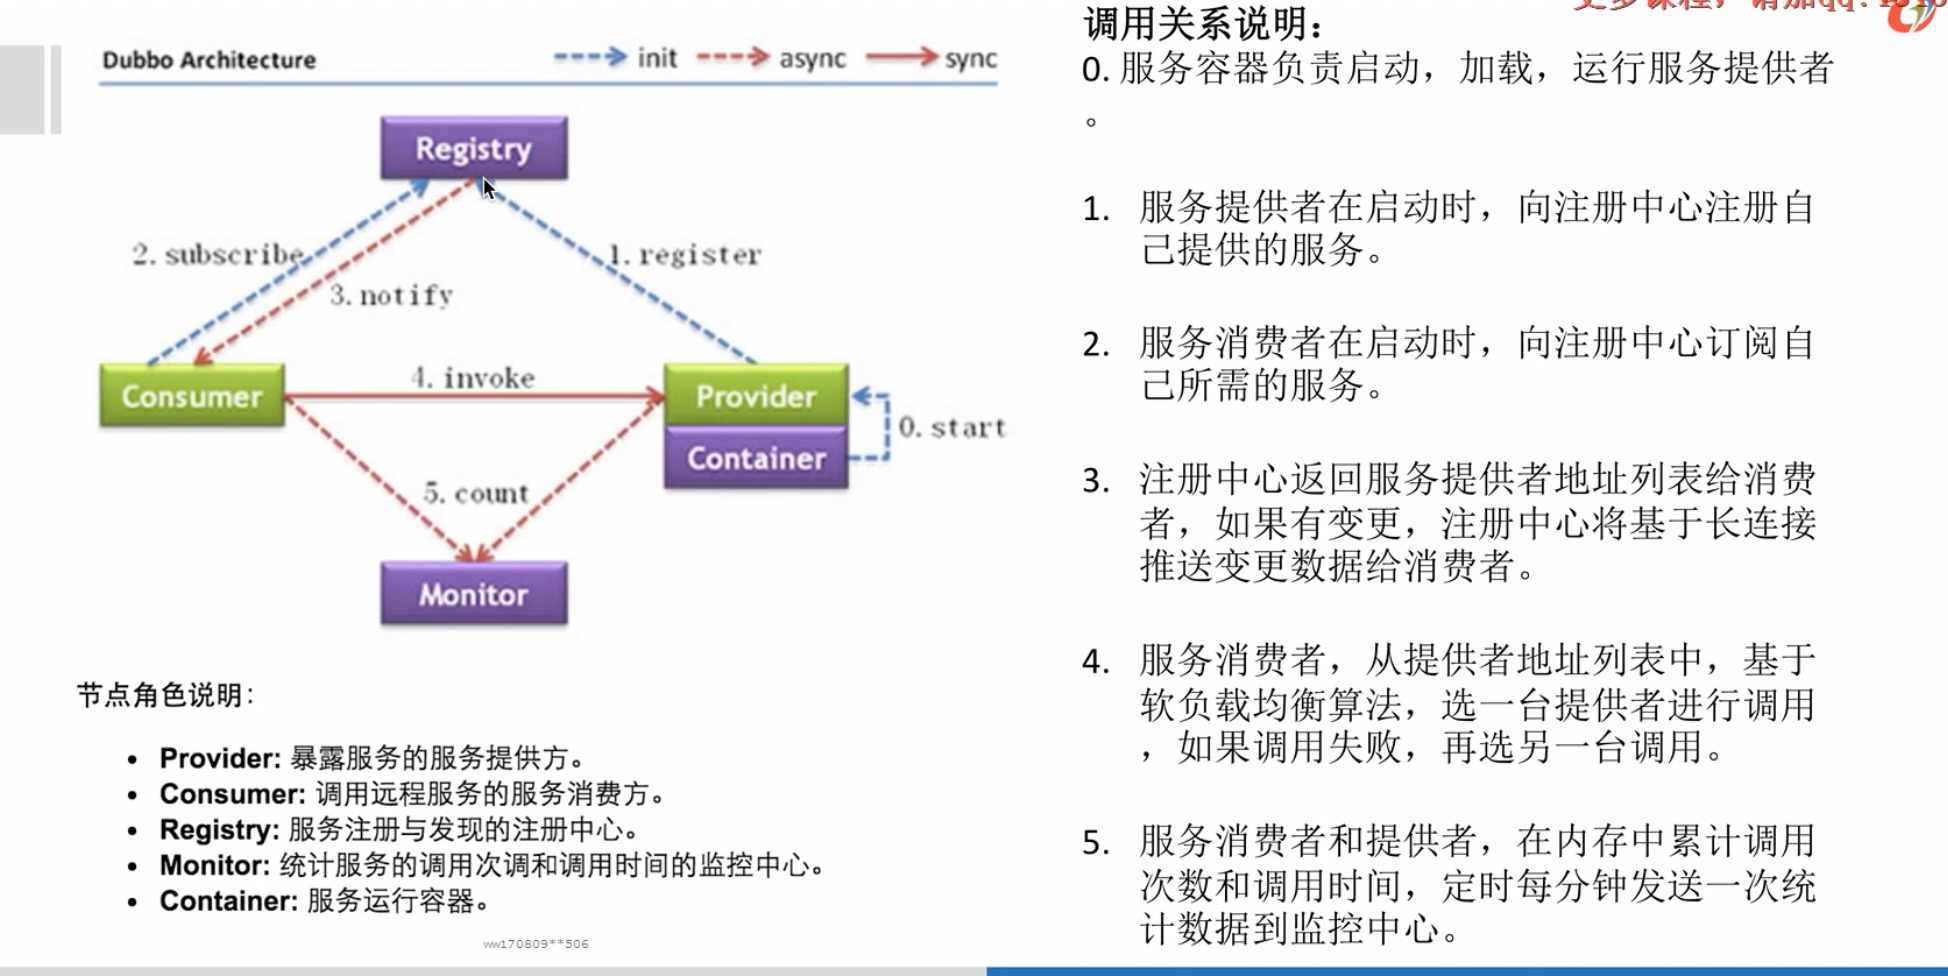 Dubbo Architecture
init
async
sync
Registry
2. subscribe
1. register
3. notify
4. invoke
Consumer
Provider
0. start
Container
5. count
Monitor
节点角色说明:
• Provider: 暴露服务的服务提供方。
• Consumer: 调用远程服务的服务消费方。
• Registry: 服务注册与发现的注册中心。
• Monitor: 统计服务的调用次调和调用时间的监控中心。
• Container: 服务运行容器。
ww170809**506
调用关系说明:
0. 服务容器负责启动，加载，运行服务提供者
。
1. 服务提供者在启动时，向注册中心注册自
己提供的服务。
2. 服务消费者在启动时，向注册中心订阅自
己所需的服务。
3. 注册中心返回服务提供者地址列表给消费
者，如果有变更，注册中心将基于长连接
推送变更数据给消费者。
4. 服务消费者，从提供者地址列表中，基于
软负载均衡算法，选一台提供者进行调用
，如果调用失败，再选另一台调用。
5. 服务消费者和提供者，在内存中累计调用
次数和调用时间，定时每分钟发送一次统
计数据到监控中心。